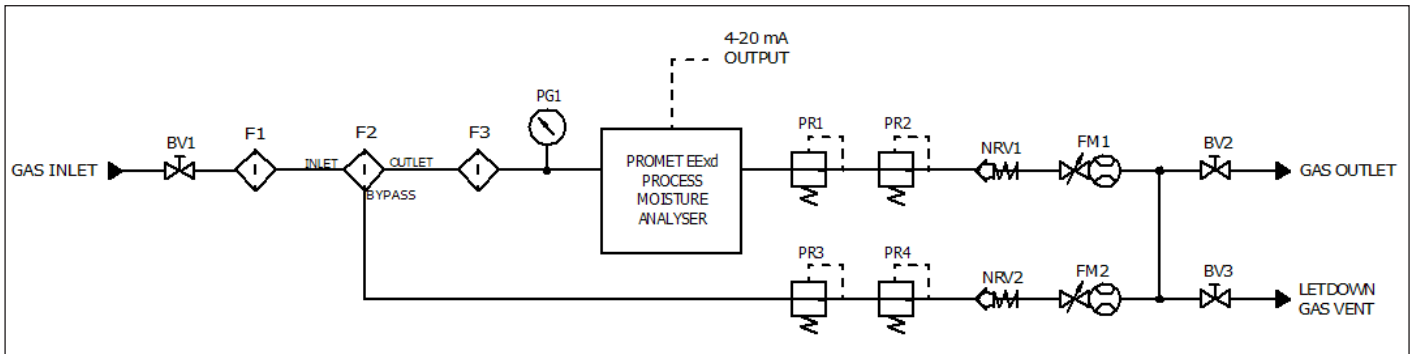 4-20 mA
OUTPUT
PG1
BV1
F1
F2
F3
INLET
OUTLET
BYPASS
GAS INLET
PROMET EExd
PROCESS
MOISTURE
ANALYSER
PR1
PR2
NRV1
FM1
BV2
GAS OUTLET
PR3
PR4
NRV2
FM2
BV3
LETDOWN
GAS VENT